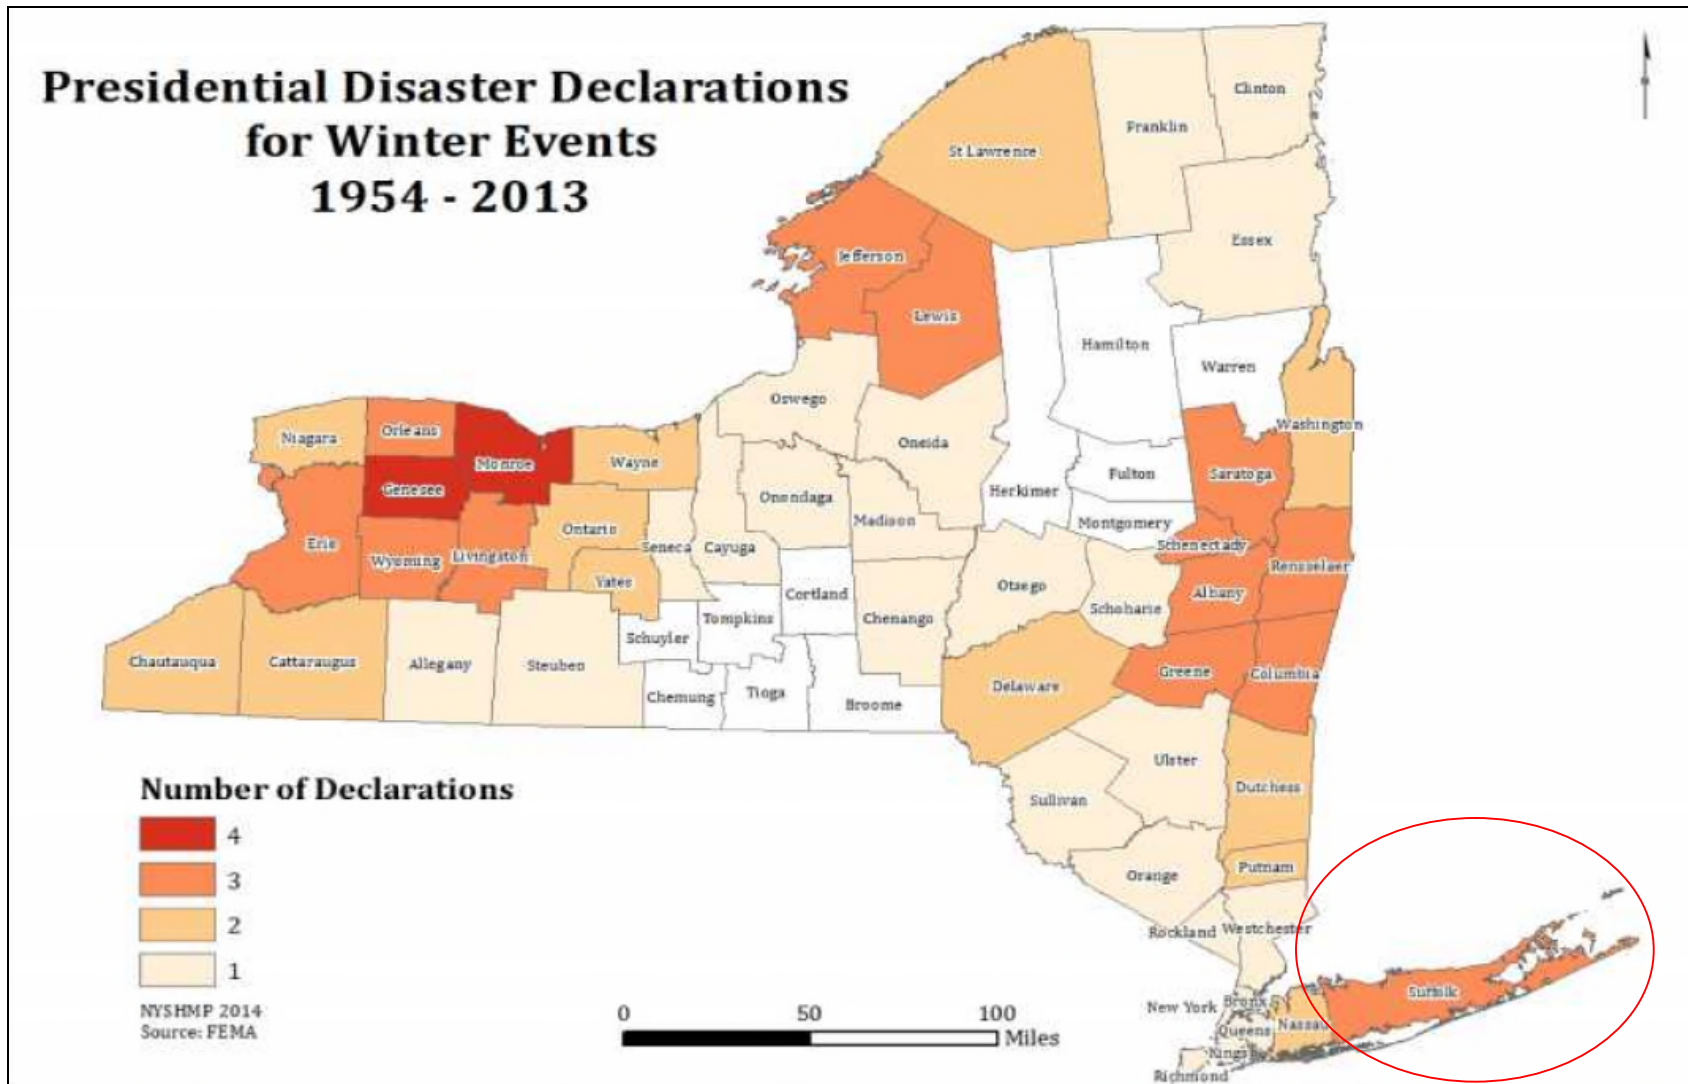 Presidential Disaster Declarations
for Winter Events
1954 - 2013
Clinton
Franklin
St Lawrence
Essex
Jefferson
Lewis
Hamilton
Warren
Oswego
Washington
Niagara
Orleans
Oneida
Monroe
Wayne
Saratoga
Fulton
Genesee
Herkimer
Onondaga
Madison
Montgomery
Ontario
Erie
Wyoming
Livingston
Seneca
Cayuga
Schenectady
Rensselaer
Yates
Otsego
Cortland
Albany
Schoharie
Chenango
Tompkins
Schuyler
Chautauqua
Cattaraugus
Allegany
Steuben
Greene
Columbia
Delaware
Chemung
Tioga
Broome
Ulster
Dutchess
Sullivan
Putnam
Orange
Rockland
Westchester
Suffolk
New York
Bronx
Queens
Nassau
Kings
Richmond
Number of Declarations
4
3
2
1
NYSHMP 2014
Source: FEMA
0 50 100
Miles